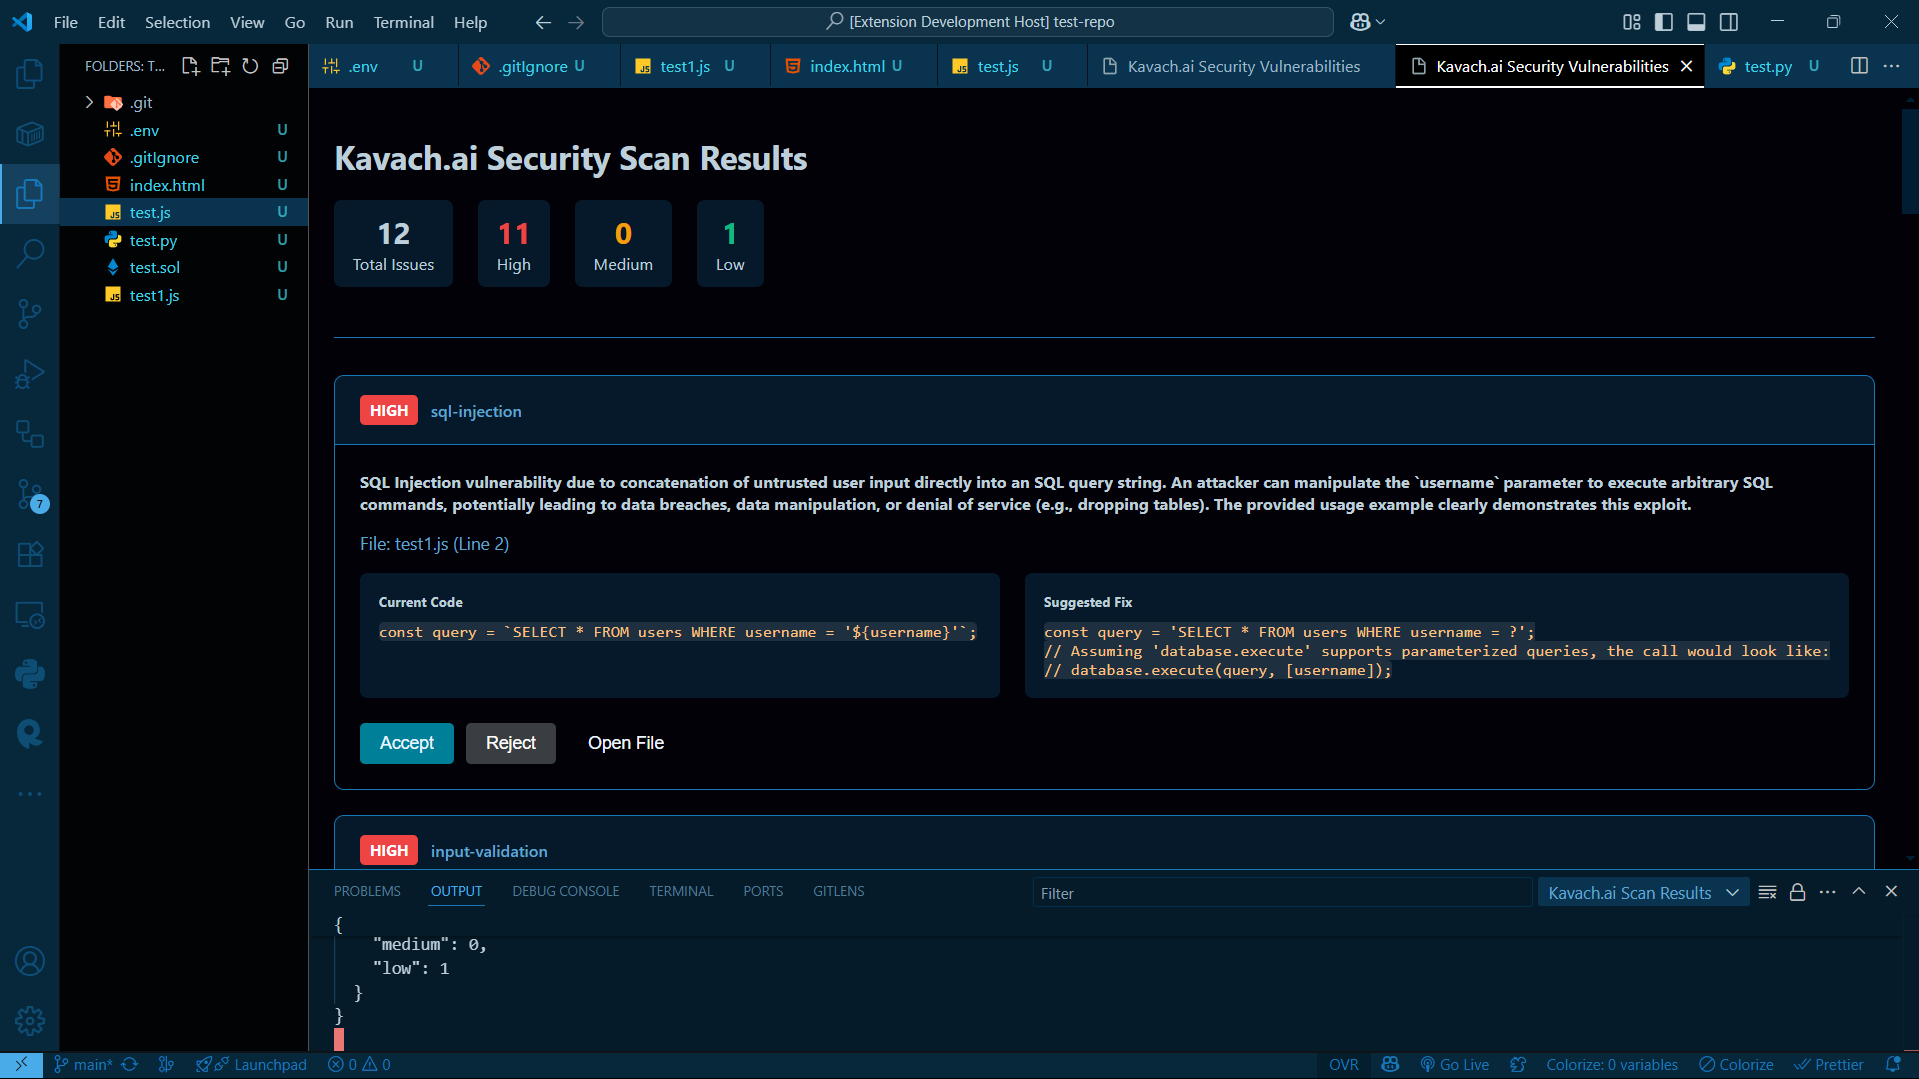 File Edit Selection View Go Run Terminal Help
[Extension Development Host] test-repo
FOLDERS: T...
.git
.env U
.gitIgnore U
index.html U
test.js U
test.py U
test.sol U
test1.js U
.env U
.gitIgnore U
test1.js U
index.html U
test.js U
Kavach.ai Security Vulnerabilities
Kavach.ai Security Vulnerabilities
test.py U
Kavach.ai Security Scan Results
12 11 0 1
Total Issues High Medium Low
HIGH sql-injection
SQL Injection vulnerability due to concatenation of untrusted user input directly into an SQL query string. An attacker can manipulate the `username` parameter to execute arbitrary SQL
commands, potentially leading to data breaches, data manipulation, or denial of service (e.g., dropping tables). The provided usage example clearly demonstrates this exploit.
File: test1.js (Line 2)
Current Code
const query = `SELECT * FROM users WHERE username = '${username}'`;
Suggested Fix
const query = 'SELECT * FROM users WHERE username = ?';
// Assuming 'database.execute' supports parameterized queries, the call would look like:
// database.execute(query, [username]);
Accept Reject Open File
HIGH input-validation
7
PROBLEMS OUTPUT DEBUG CONSOLE TERMINAL PORTS GITLENS
Filter
Kavach.ai Scan Results
{
"medium": 0,
"low": 1
}
}
main* Launchpad 0 0
OVR Go Live Colorize: 0 variables Colorize Prettier